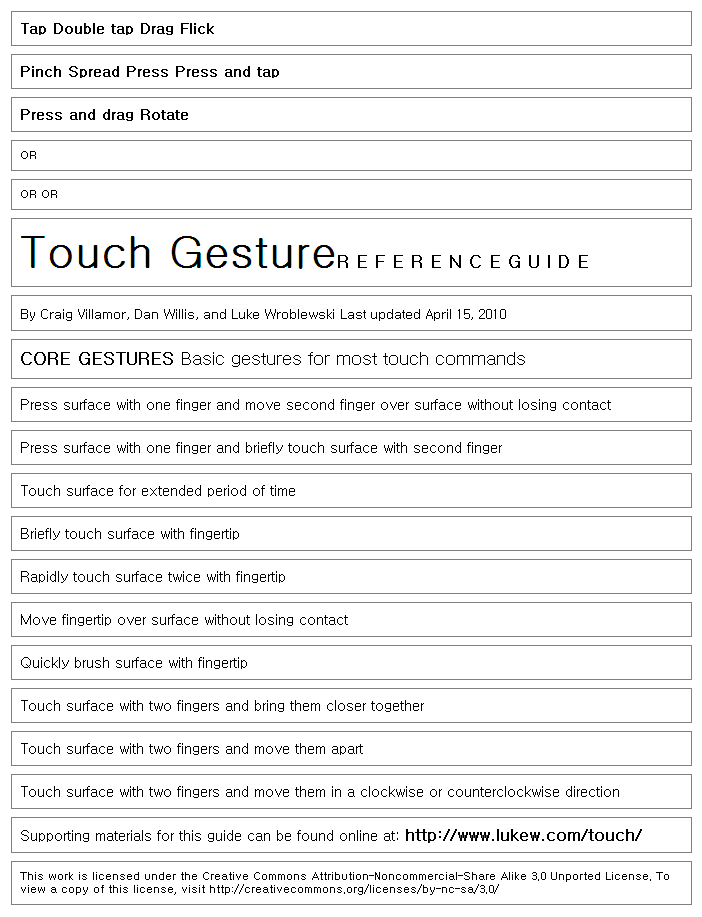 Tap Double tap Drag Flick
Pinch Spread Press Press and tap
Press and drag Rotate
OR
OR OR
Touch Gesture REFERENCEGUIDE
By Craig Villamor, Dan Willis, and Luke Wroblewski Last updated April 15, 2010
CORE GESTURES Basic gestures for most touch commands
Press surface with one finger and move second finger over surface without losing contact
Press surface with one finger and briefly touch surface with second finger
Touch surface for extended period of time
Briefly touch surface with fingertip
Rapidly touch surface twice with fingertip
Move fingertip over surface without losing contact
Quickly brush surface with fingertip
Touch surface with two fingers and bring them closer together
Touch surface with two fingers and move them apart
Touch surface with two fingers and move them in a clockwise or counterclockwise direction
Supporting materials for this guide can be found online at: http://www.lukew.com/touch/
This work is licensed under the Creative Commons Attribution-Noncommercial-Share Alike 3.0 Unported License. To
view a copy of this license, visit http://creativecommons.org/licenses/by-nc-sa/3.0/